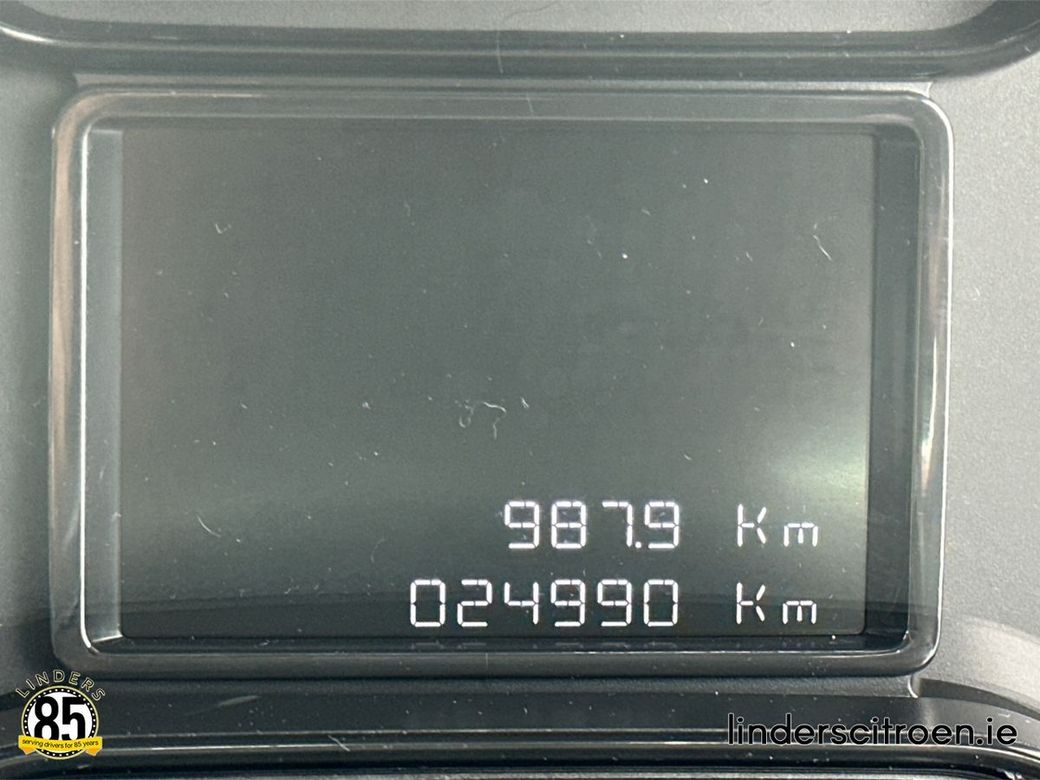 987.9 Km
024990 Km
LINDERS
85
serving drivers for 85 years
linderscitroen.ie